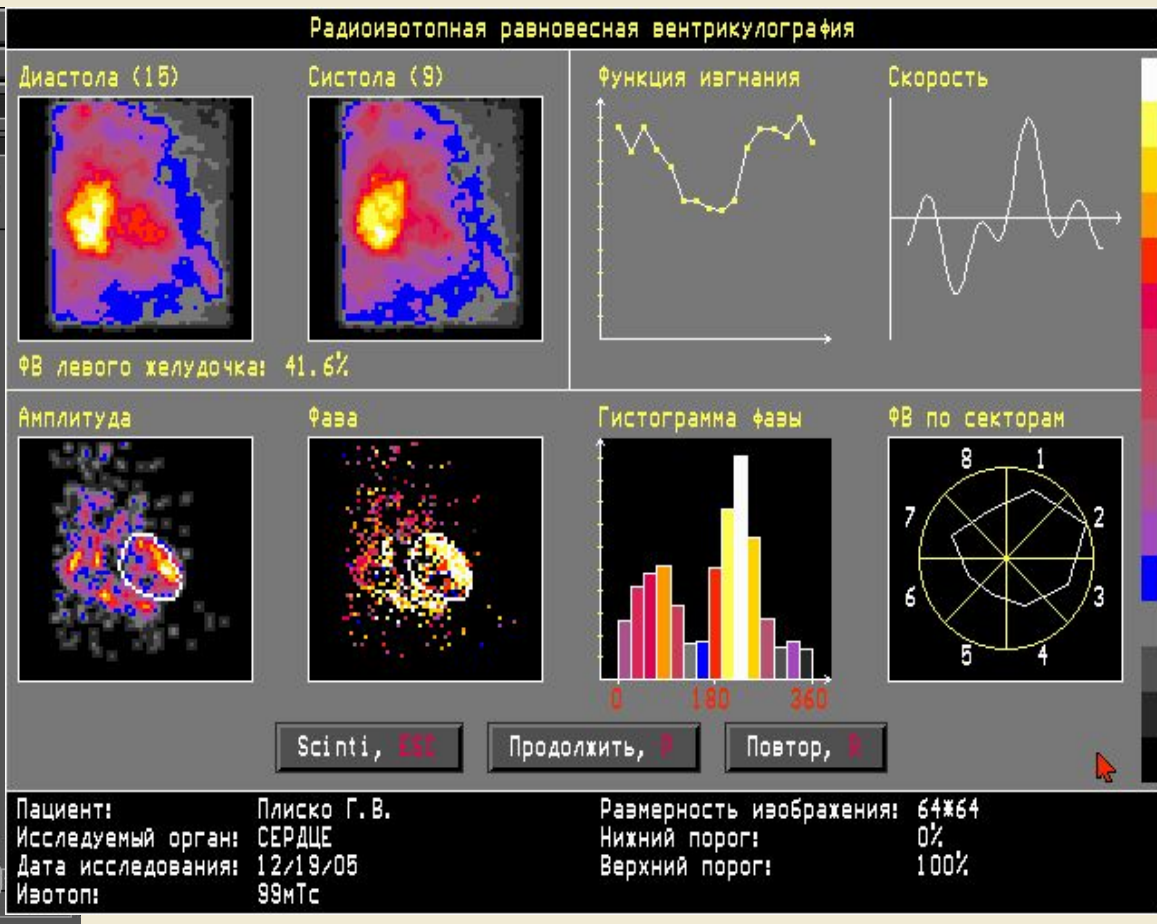 Радиоизотопная равновесная вентрикулография
Диастола (15)
Систола (9)
Функция изгнания
Скорость
ФВ левого желудочка: 41.6%
Амплитуда
Фаза
Гистограмма фазы
ФВ по секторам
8 1
7 2
6 3
5 4
0 180 360
Scinti, ESC
Продолжить,
Повтор,
Пациент: Плиско Г.В.
Исследуемый орган: СЕРДЦЕ
Дата исследования: 12/19/05
Изотоп: 99мТс
Размерность изображения: 64*64
Нижний порог: 0%
Верхний порог: 100%